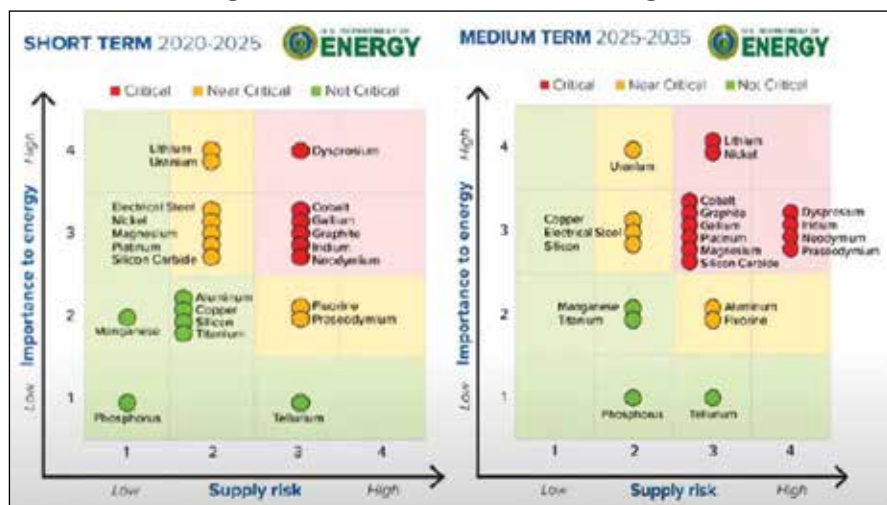 SHORT TERM 2020-2025
U.S. DEPARTMENT OF
ENERGY
Critical Near Critical Not Critical
High
Importance to energy
Low
4
3
2
1
Lithium
Uranium
Dysprosium
Electrical Steel
Nickel
Magnesium
Platinum
Silicon Carbide
Cobalt
Gallium
Graphite
Iridium
Neodymium
Manganese
Aluminum
Copper
Silicon
Titanium
Fluorine
Praseodymium
Phosphorus
Tellurium
1 2 3 4
Low Supply risk High
MEDIUM TERM 2025-2035
U.S. DEPARTMENT OF
ENERGY
Critical Near Critical Not Critical
High
Importance to energy
Low
4
3
2
1
Uranium
Lithium
Nickel
Copper
Electrical Steel
Silicon
Cobalt
Graphite
Gallium
Platinum
Magnesium
Silicon Carbide
Dysprosium
Iridium
Neodymium
Praseodymium
Manganese
Titanium
Aluminum
Fluorine
Phosphorus
Tellurium
1 2 3 4
Low Supply risk High